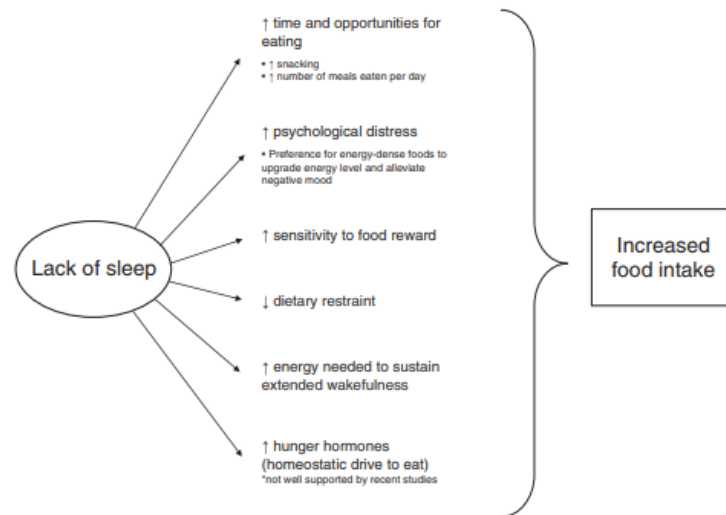 ↑ time and opportunities for
eating
• ↑ snacking
• ↑ number of meals eaten per day
↑ psychological distress
• Preference for energy-dense foods to
upgrade energy level and alleviate
negative mood
Lack of sleep
↑ sensitivity to food reward
↓ dietary restraint
↑ energy needed to sustain
extended wakefulness
↑ hunger hormones
(homeostatic drive to eat)
*not well supported by recent studies
Increased
food intake